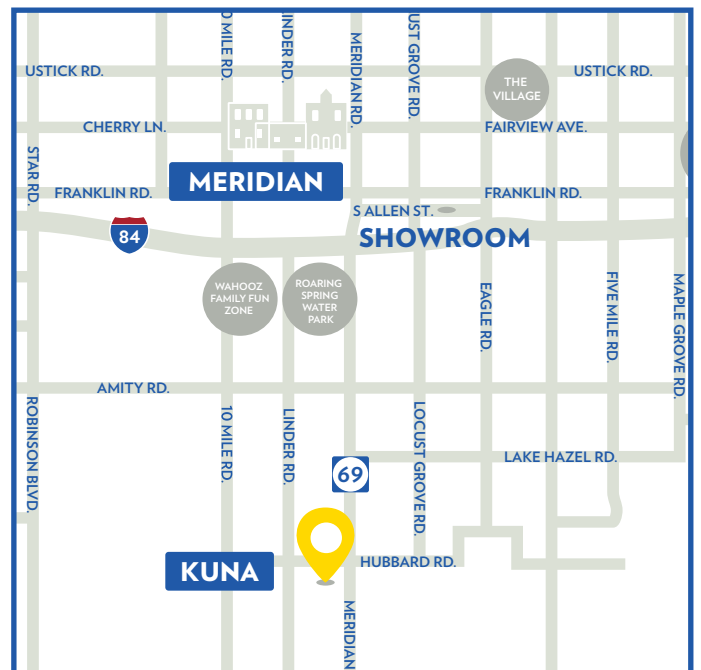 0 MILE RD.
INDER RD.
MERIDIAN RD.
UST GROVE RD.
USTICK RD.
THE
VILLAGE
USTICK RD.
CHERRY LN.
FAIRVIEW AVE.
STAR RD.
MERIDIAN
FRANKLIN RD.
FRANKLIN RD.
S ALLEN ST.
84
SHOWROOM
WAHOOZ
FAMILY FUN
ZONE
ROARING
SPRING
WATER
PARK
EAGLE RD.
FIVE MILE RD.
MAPLE GROVE RD.
AMITY RD.
ROBINSON BLVD.
10 MILE RD.
LINDER RD.
LOCUST GROVE RD.
LAKE HAZEL RD.
69
KUNA
HUBBARD RD.
MERIDIAN